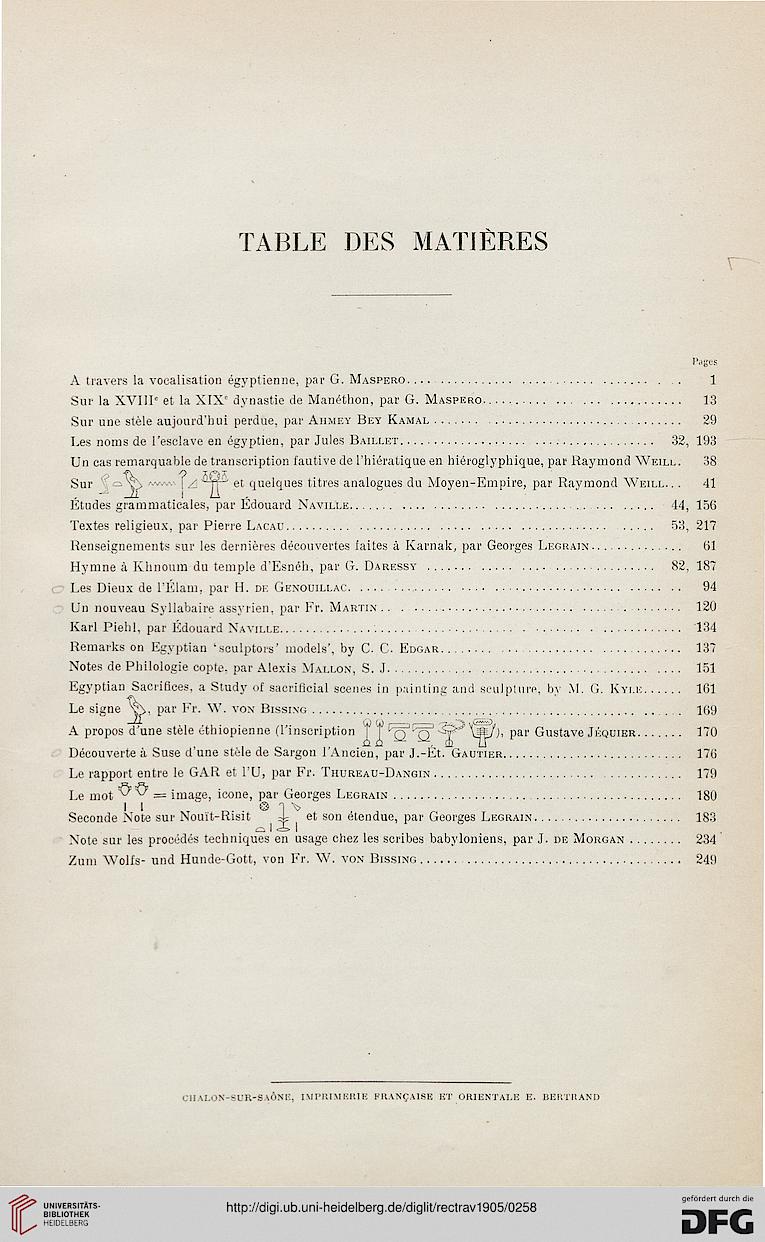 TABLE DES MATIÈRES
Pages
A travers la vocalisation égyptienne, par G. MASPERO.... 1
Sur la XVIIIe et la XIXe dynastie de Manéthon, par G. MASPERO.... 13
Sur une stèle aujourd'hui perdue, par AHMEY BEY KAMAL.... 29
Les noms de l'esclave en égyptien, par Jules BAILLET.... 32, 193
Un cas remarquable de transcription fautive de l'hiératique en hiéroglyphique, par Raymond WEILL. 38
Sur et quelques titres analogues du Moyen-Empire, par Raymond WEILL... 41
Études grammaticales, par Édouard NAVILLE.... 44, 156
Textes religieux, par Pierre LACAU.... 53, 217
Renseignements sur les dernières découvertes faites à Karnak, par Georges LEGRAIN.... 61
Hymne à Khnoum du temple d'Esnéh, par G. DARESSY.... 82, 187
Les Dieux de l'Élam, par H. DE GENOUILLAC.... 94
Un nouveau Syllabaire assyrien, par Fr. MARTIN.... 120
Karl Piehl, par Édouard NAVILLE.... 134
Remarks on Egyptian 'sculptors' models', by C. C. EDGAR.... 137
Notes de Philologie copte, par Alexis MALLON, S. J.... 151
Egyptian Sacrifices, a Study of sacrificial scenes in painting and sculpture, by M. G. KYLE...... 161
Le signe , par Fr. W. VON BISSING.... 169
A propos d'une stèle éthiopienne (l'inscription ), par Gustave JÉQUIER....... 170
Découverte à Suse d'une stèle de Sargon l'Ancien, par J.-Ét. GAUTIER.... 176
Le rapport entre le GAR et l'U, par Fr. THUREAU-DANGIN.... 179
Le mot = image, icone, par Georges LEGRAIN.... 180
Seconde Note sur Nouït-Risit et son étendue, par Georges LEGRAIN.... 183
Note sur les procédés techniques en usage chez les scribes babyloniens, par J. DE MORGAN........ 234
Zum Wolfs- und Hunde-Gott, von Fr. W. VON BISSING.... 249
CHALON-SUR-SAÔNE, IMPRIMERIE FRANÇAISE ET ORIENTALE E. BERTRAND
UNIVERSITÄTS-
BIBLIOTHEK
HEIDELBERG
http://digi.ub.uni-heidelberg.de/diglit/rectrav1905/0258
gefördert durch die
DFG